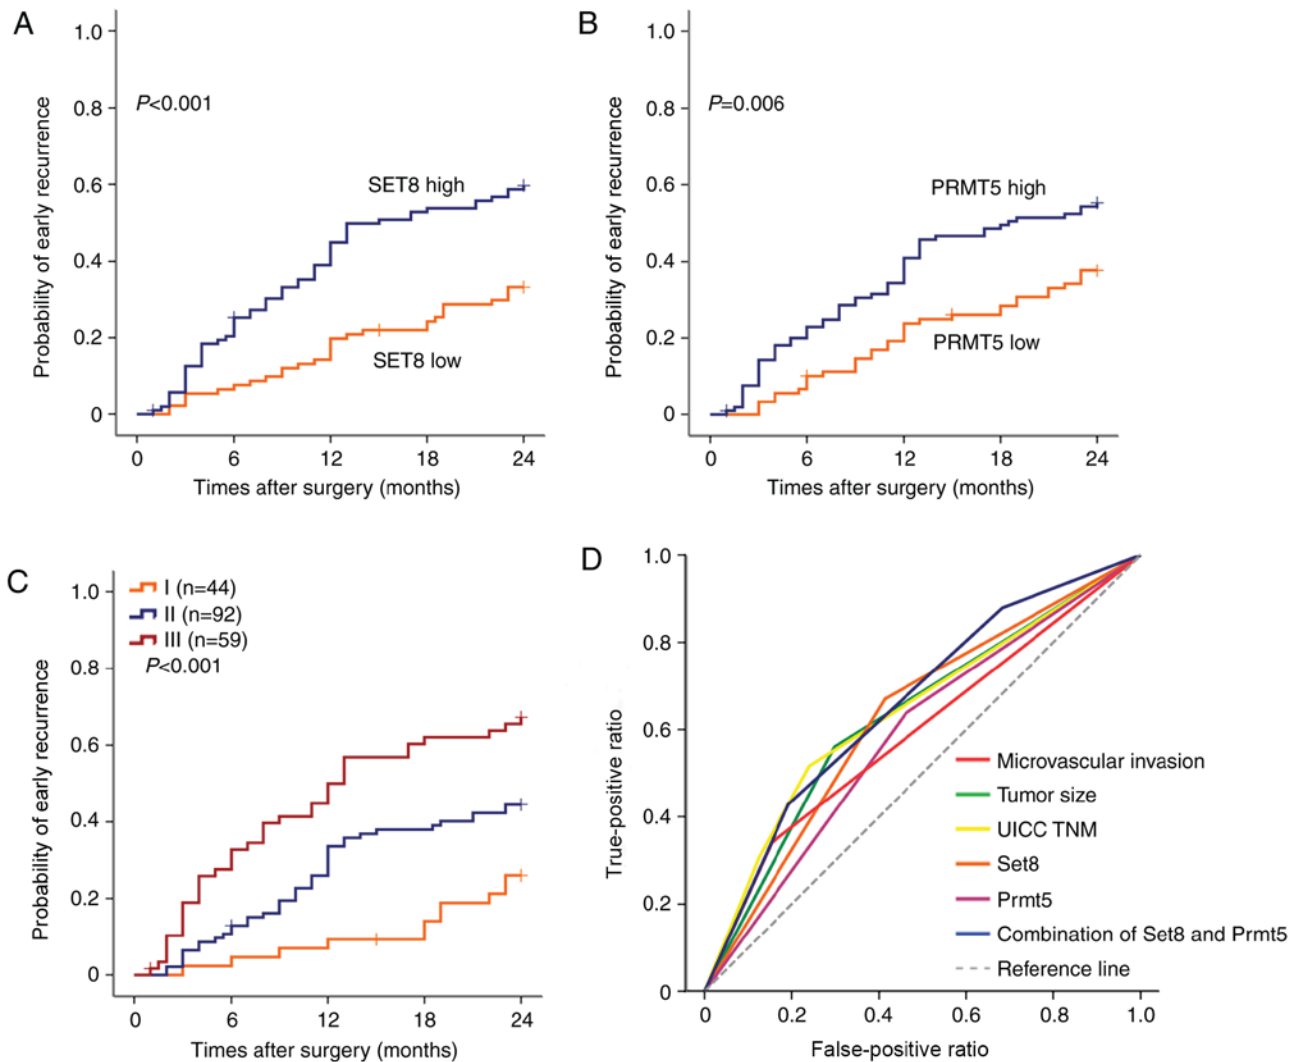 A
Probability of early recurrence
1.0
0.8
0.6
0.4
0.2
0
P<0.001
SET8 high
SET8 low
0 6 12 18 24
Times after surgery (months)
B
Probability of early recurrence
1.0
0.8
0.6
0.4
0.2
0
P=0.006
PRMT5 high
PRMT5 low
0 6 12 18 24
Times after surgery (months)
C
Probability of early recurrence
1.0
0.8
0.6
0.4
0.2
0
I (n=44)
II (n=92)
III (n=59)
P<0.001
0 6 12 18 24
Times after surgery (months)
D
True-positive ratio
1.0
0.8
0.6
0.4
0.2
0
Microvascular invasion
Tumor size
UICC TNM
Set8
Prmt5
Combination of Set8 and Prmt5
Reference line
0 0.2 0.4 0.6 0.8 1.0
False-positive ratio